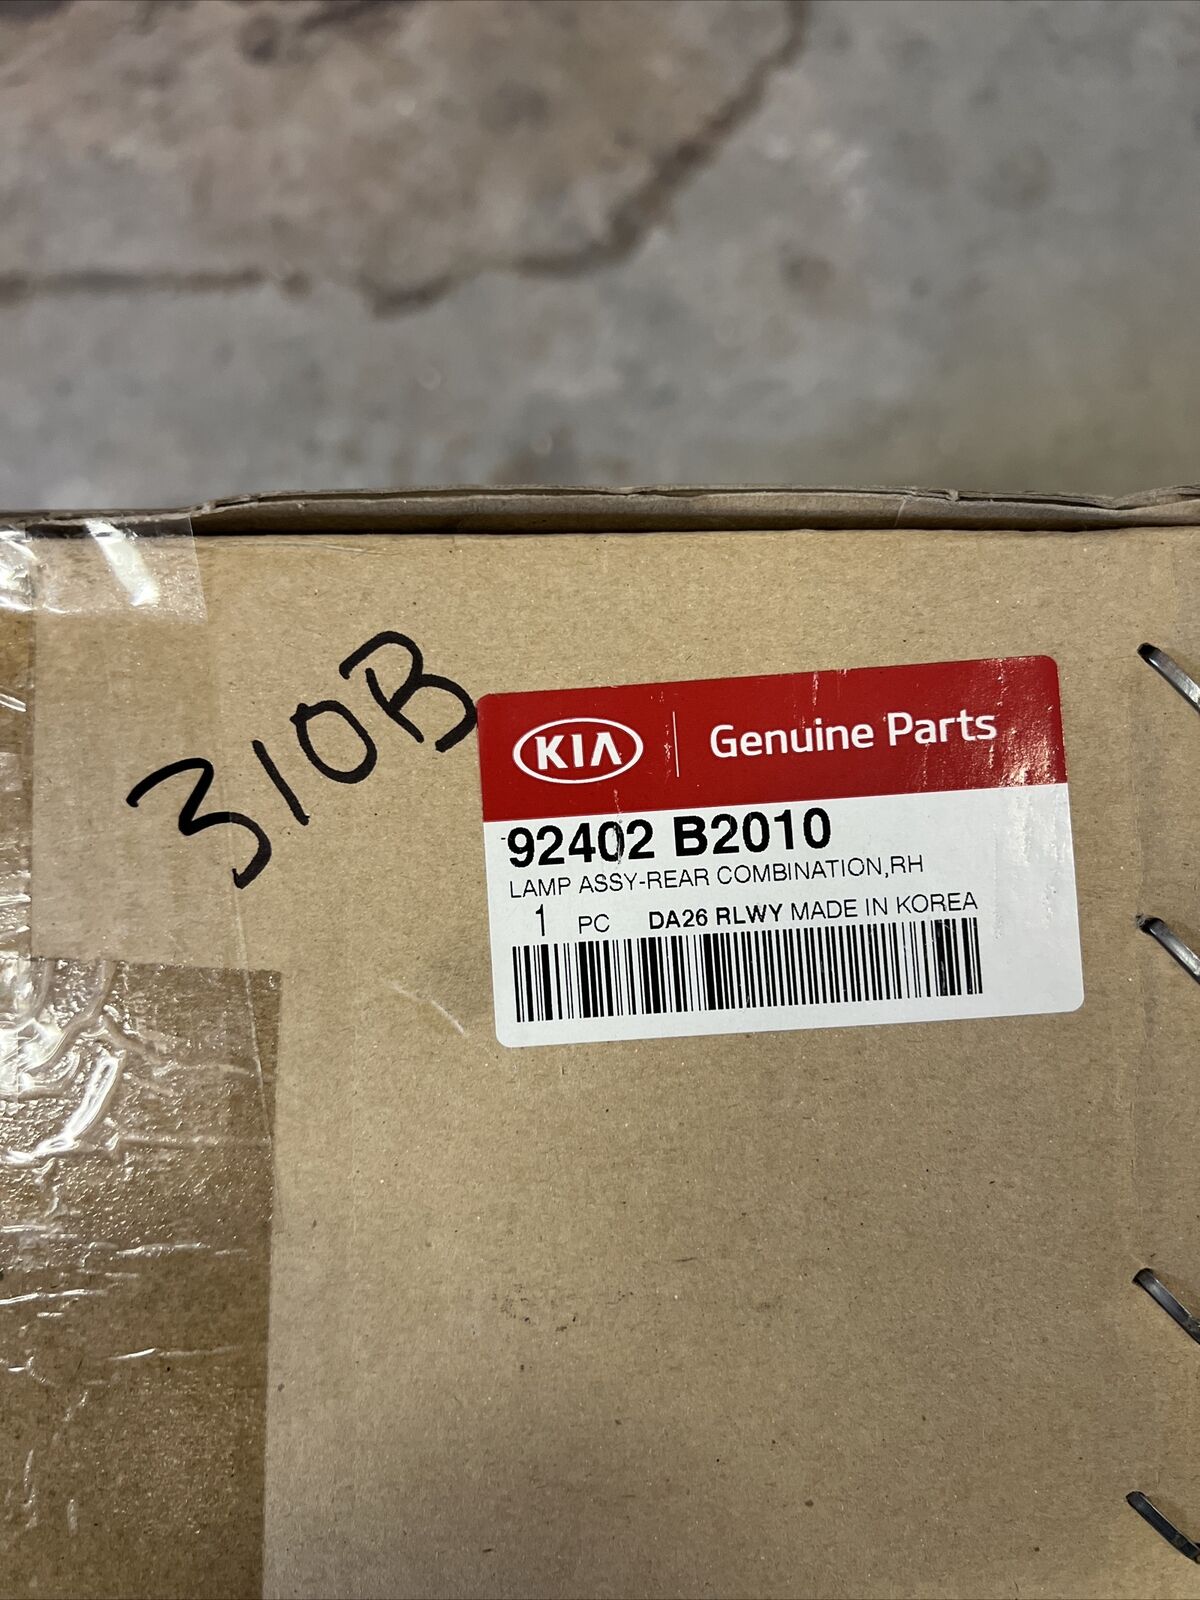 310B
KIA Genuine Parts
92402 B2010
LAMP ASSY-REAR COMBINATION,RH
1 PC DA26 RLWY MADE IN KOREA